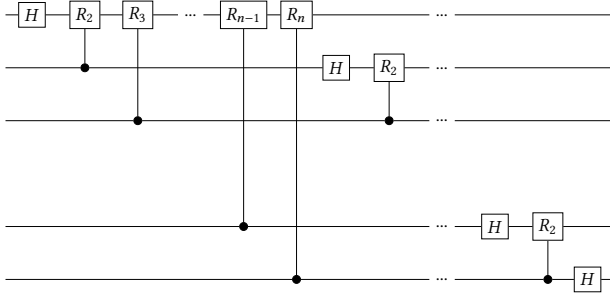 H R₂ R₃ ... Rₙ₋₁ Rₙ ...
H R₂ ...
...
... H R₂
... H